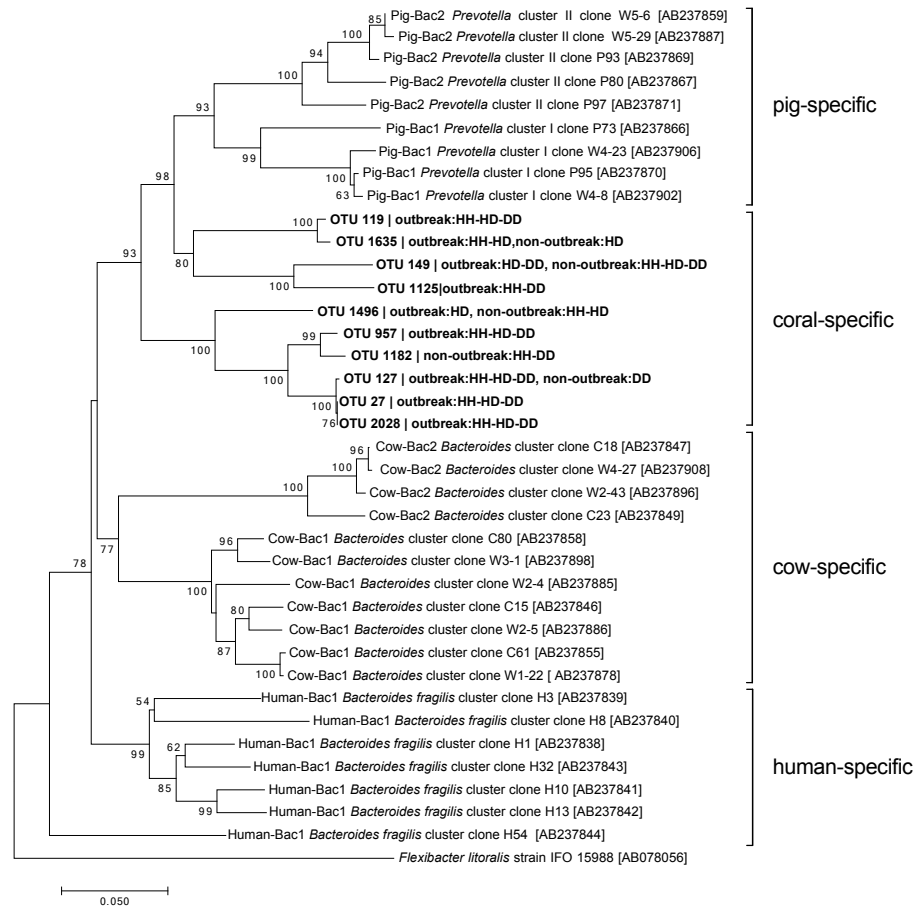 85 Pig-Bac2 Prevotella cluster II clone W5-6 [AB237859]
100 Pig-Bac2 Prevotella cluster II clone W5-29 [AB237887]
94 Pig-Bac2 Prevotella cluster II clone P93 [AB237869]
100 Pig-Bac2 Prevotella cluster II clone P80 [AB237867]
Pig-Bac2 Prevotella cluster II clone P97 [AB237871]
pig-specific
93
Pig-Bac1 Prevotella cluster I clone P73 [AB237866]
99 Pig-Bac1 Prevotella cluster I clone W4-23 [AB237906]
100 Pig-Bac1 Prevotella cluster I clone P95 [AB237870]
98 63 Pig-Bac1 Prevotella cluster I clone W4-8 [AB237902]
100 OTU 119 | outbreak:HH-HD-DD
93 OTU 1635 | outbreak:HH-HD,non-outbreak:HD
80 OTU 149 | outbreak:HD-DD, non-outbreak:HH-HD-DD
100 OTU 1125|outbreak:HH-DD
OTU 1496 | outbreak:HD, non-outbreak:HH-HD
coral-specific
99 OTU 957 | outbreak:HH-HD-DD
100 OTU 1182 | non-outbreak:HH-DD
100 OTU 127 | outbreak:HH-HD-DD, non-outbreak:DD
100 OTU 27 | outbreak:HH-HD-DD
76 OTU 2028 | outbreak:HH-HD-DD
96 Cow-Bac2 Bacteroides cluster clone C18 [AB237847]
100 Cow-Bac2 Bacteroides cluster clone W4-27 [AB237908]
100 Cow-Bac2 Bacteroides cluster clone W2-43 [AB237896]
Cow-Bac2 Bacteroides cluster clone C23 [AB237849]
96 Cow-Bac1 Bacteroides cluster clone C80 [AB237858]
77 Cow-Bac1 Bacteroides cluster clone W3-1 [AB237898]
cow-specific
78 100 Cow-Bac1 Bacteroides cluster clone W2-4 [AB237885]
80 Cow-Bac1 Bacteroides cluster clone C15 [AB237846]
Cow-Bac1 Bacteroides cluster clone W2-5 [AB237886]
87 Cow-Bac1 Bacteroides cluster clone C61 [AB237855]
100 Cow-Bac1 Bacteroides cluster clone W1-22 [ AB237878]
54 Human-Bac1 Bacteroides fragilis cluster clone H3 [AB237839]
Human-Bac1 Bacteroides fragilis cluster clone H8 [AB237840]
99 62 Human-Bac1 Bacteroides fragilis cluster clone H1 [AB237838]
Human-Bac1 Bacteroides fragilis cluster clone H32 [AB237843]
human-specific
85 Human-Bac1 Bacteroides fragilis cluster clone H10 [AB237841]
99 Human-Bac1 Bacteroides fragilis cluster clone H13 [AB237842]
Human-Bac1 Bacteroides fragilis cluster clone H54 [AB237844]
Flexibacter litoralis strain IFO 15988 [AB078056]
0.050